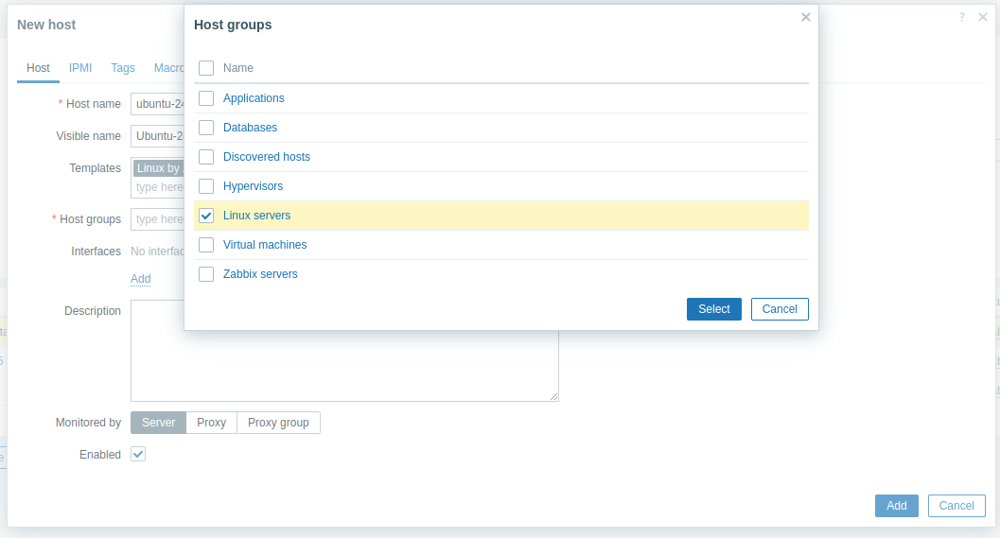 New host
Host groups
?
Host IPMI Tags Macro
Name
* Host name ubuntu-24
Applications
Visible name Ubuntu-2
Databases
Templates Linux by
Discovered hosts
type here
Hypervisors
* Host groups type here
Linux servers
Interfaces No interfac
Virtual machines
Add
Zabbix servers
Description
Select Cancel
Monitored by Server Proxy Proxy group
Enabled
Add Cancel